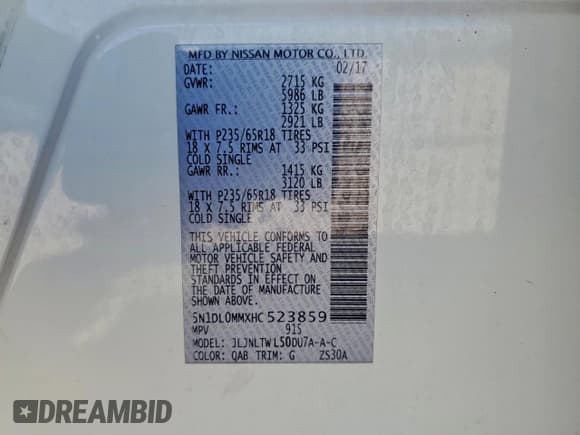 MFD BY NISSAN MOTOR CO., LTD.
DATE: 02/17
GVWR: 2715 KG
5986 LB
GAWR FR.: 1325 KG
2921 LB
WITH P235/65R18 TIRES
18 X 7.5 RIMS AT 33 PSI
COLD SINGLE
GAWR RR.: 1415 KG
3120 LB
WITH P235/65R18 TIRES
18 X 7.5 RIMS AT 33 PSI
COLD SINGLE
THIS VEHICLE CONFORMS TO
ALL APPLICABLE FEDERAL
MOTOR VEHICLE SAFETY AND
THEFT PREVENTION
STANDARDS IN EFFECT ON
THE DATE OF MANUFACTURE
SHOWN ABOVE.
5N1DL0MMXHC523859
MPV 91S
MODEL: JLJNLTWL50DU7A-A-C
COLOR: QAB TRIM: G ZS30A
DREAMBID